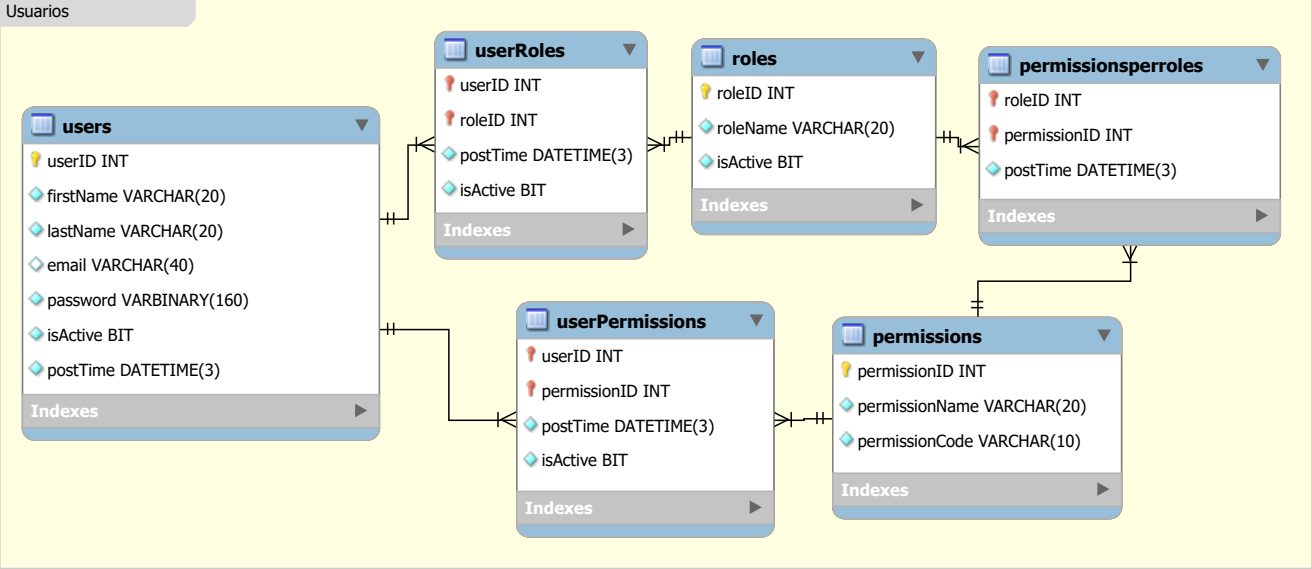 Usuarios
users
userID INT
firstName VARCHAR(20)
lastName VARCHAR(20)
email VARCHAR(40)
password VARBINARY(160)
isActive BIT
postTime DATETIME(3)
Indexes
userRoles
userID INT
roleID INT
postTime DATETIME(3)
isActive BIT
Indexes
roles
roleID INT
roleName VARCHAR(20)
isActive BIT
Indexes
permissionsperroles
roleID INT
permissionID INT
postTime DATETIME(3)
Indexes
userPermissions
userID INT
permissionID INT
postTime DATETIME(3)
isActive BIT
Indexes
permissions
permissionID INT
permissionName VARCHAR(20)
permissionCode VARCHAR(10)
Indexes